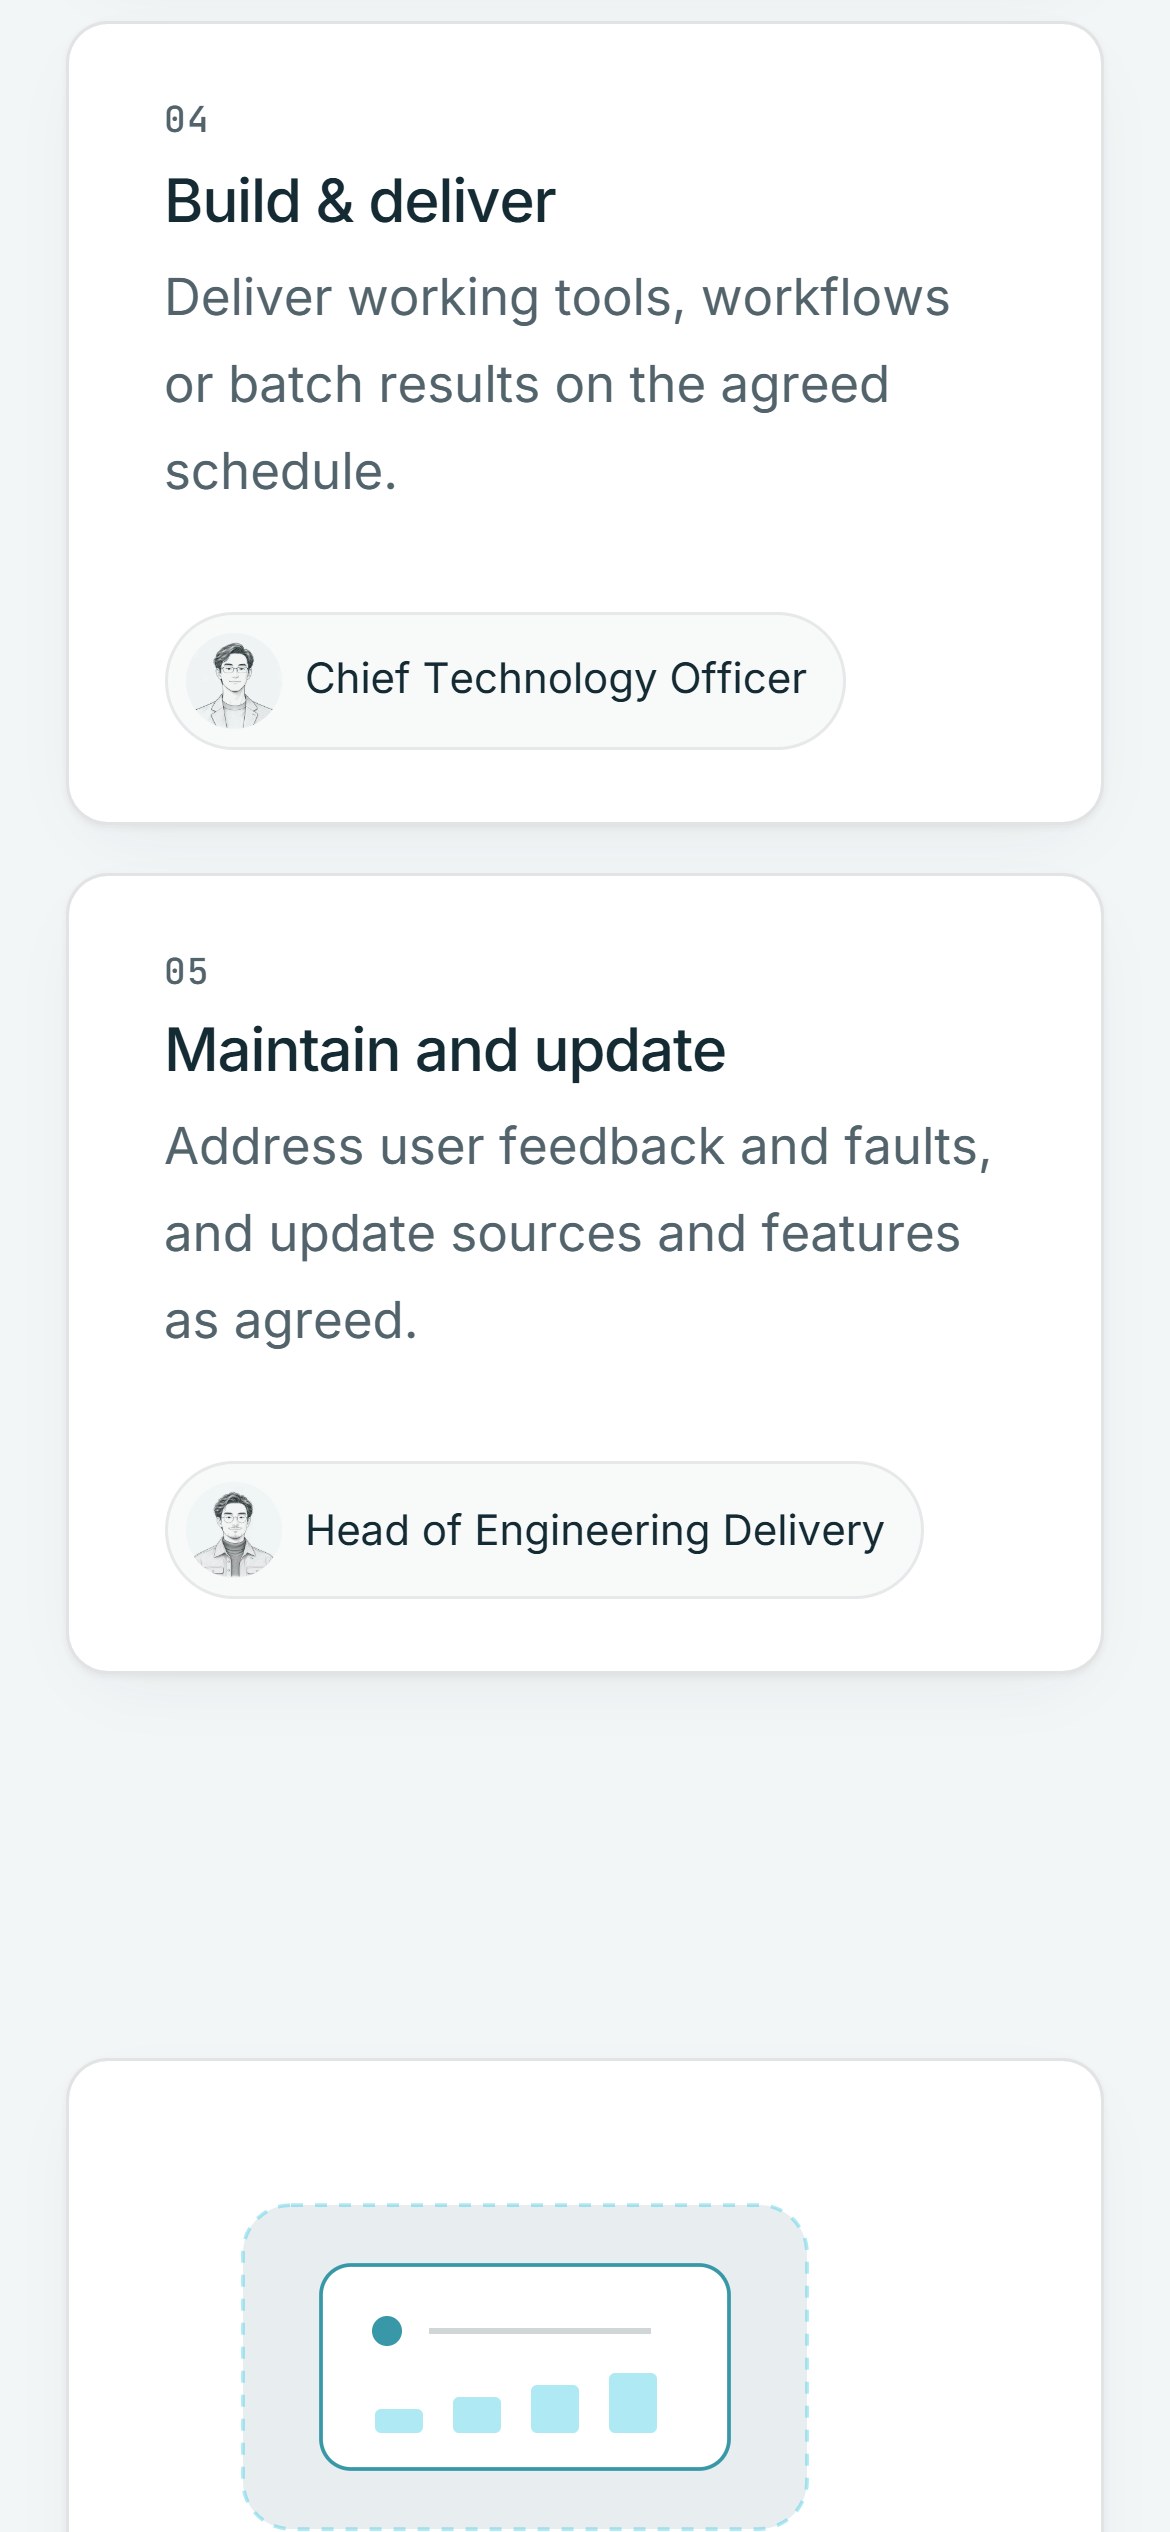 04
Build & deliver
Deliver working tools, workflows
or batch results on the agreed
schedule.
Chief Technology Officer
05
Maintain and update
Address user feedback and faults,
and update sources and features
as agreed.
Head of Engineering Delivery